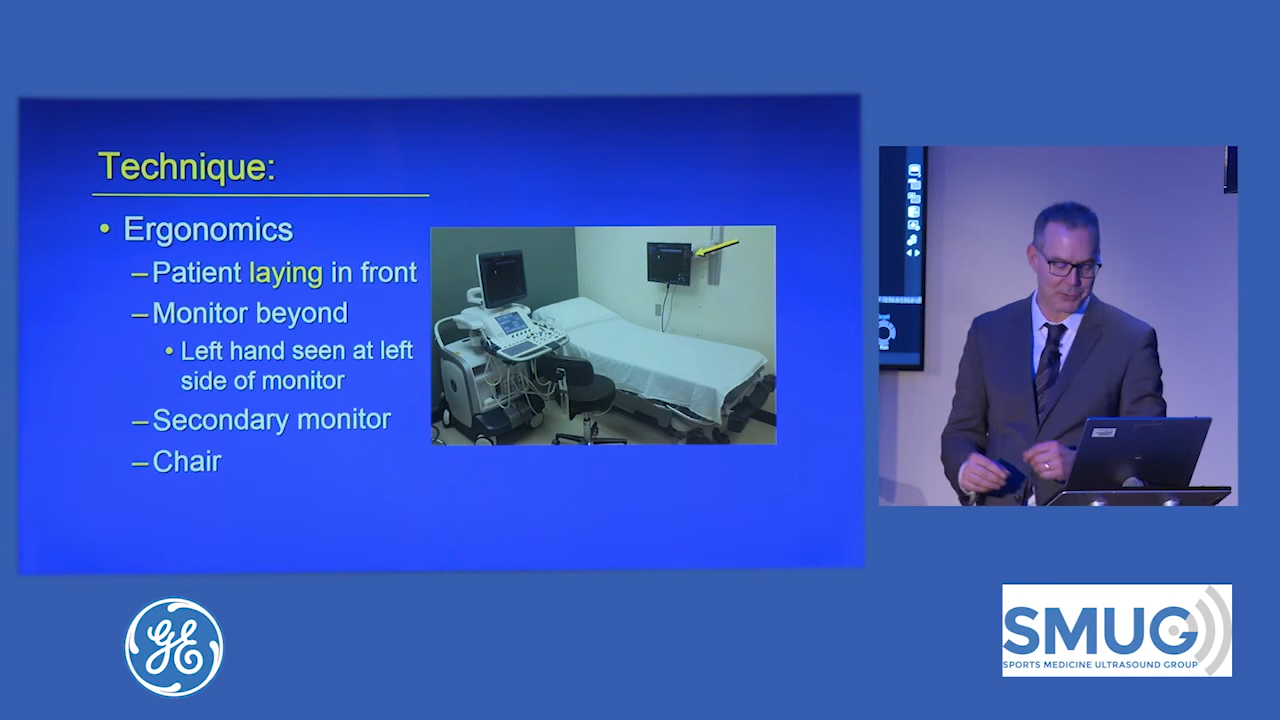 Technique:
• Ergonomics
–Patient laying in front
–Monitor beyond
• Left hand seen at left
side of monitor
–Secondary monitor
–Chair
GE
SMUG
SPORTS MEDICINE ULTRASOUND GROUP